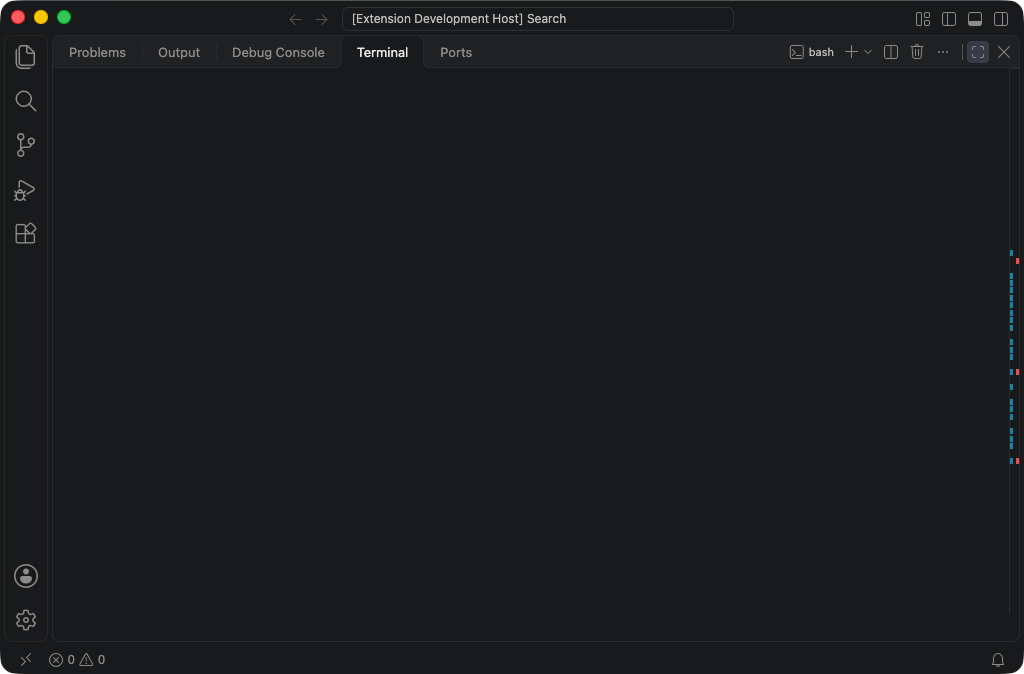 [Extension Development Host] Search
Problems Output Debug Console Terminal Ports bash
0 0